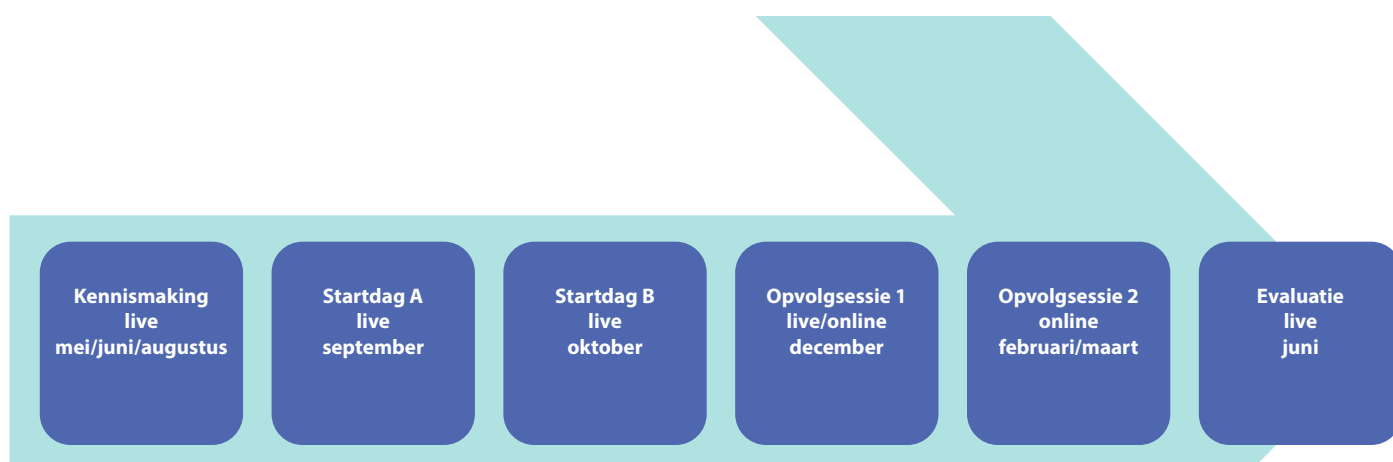 Kennismaking
live
mei/juni/augustus
Startdag A
live
september
Startdag B
live
oktober
Opvolgsessie 1
live/online
december
Opvolgsessie 2
online
februari/maart
Evaluatie
live
juni